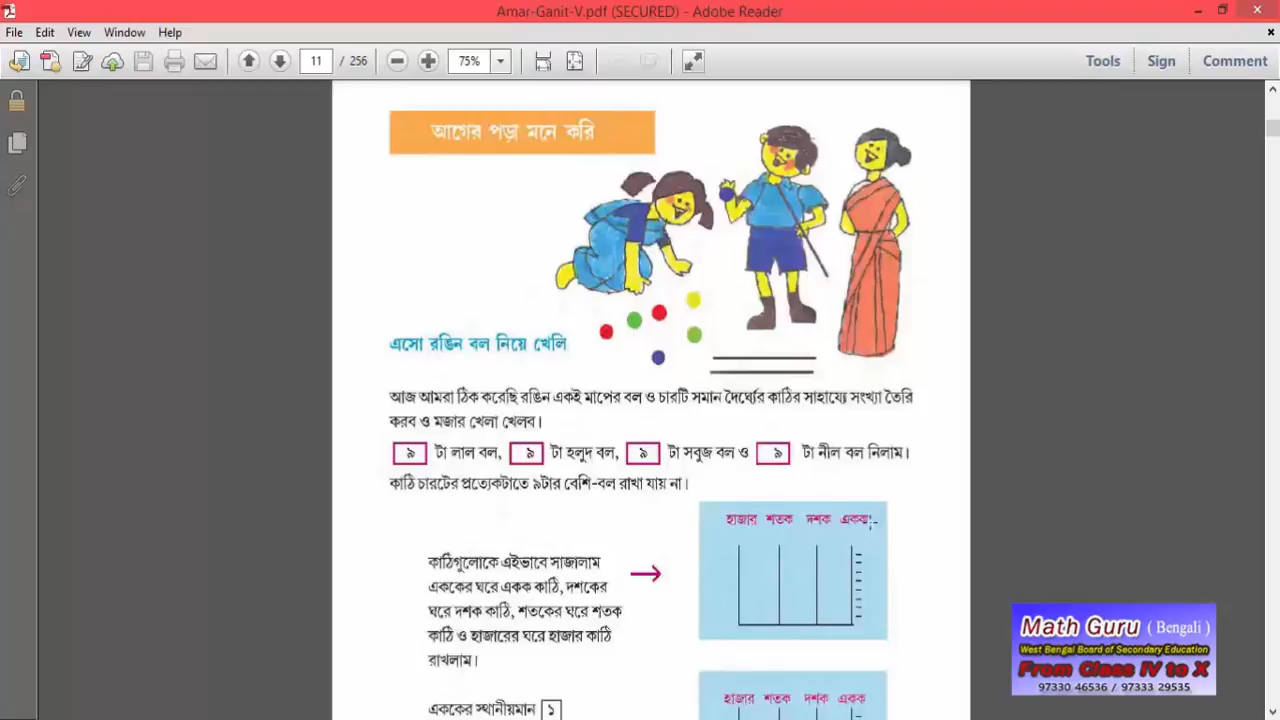 Amar-Ganit-V.pdf (SECURED) - Adobe Reader
File Edit View Window Help
11 / 256 75% Tools Sign Comment
আগের পড়া মনে করি
এসো রঙিন বল নিয়ে খেলি
আজ আমরা ঠিক করেছি রঙিন একই মাপের বল ও চারটি সমান দৈর্ঘ্যের কাঠির সাহায্যে সংখ্যা তৈরি
করব ও মজার খেলা খেলব।
৯ টা লাল বল, ৯ টা হলুদ বল, ৯ টা সবুজ বল ও ৯ টা নীল বল নিলাম।
কাঠি চারটের প্রত্যেকটাতে ৯টার বেশি-বল রাখা যায় না।
হাজার শতক দশক একক
কাঠিগুলোকে এইভাবে সাজালাম
এককের ঘরে একক কাঠি, দশকের
ঘরে দশক কাঠি, শতকের ঘরে শতক
কাঠি ও হাজারের ঘরে হাজার কাঠি
রাখলাম।
হাজার শতক দশক একক
এককের স্থানীয়মান ১
Math Guru ( Bengali )
West Bengal Board of Secondary Education
From Class IV to X
97330 46536 / 97333 29535